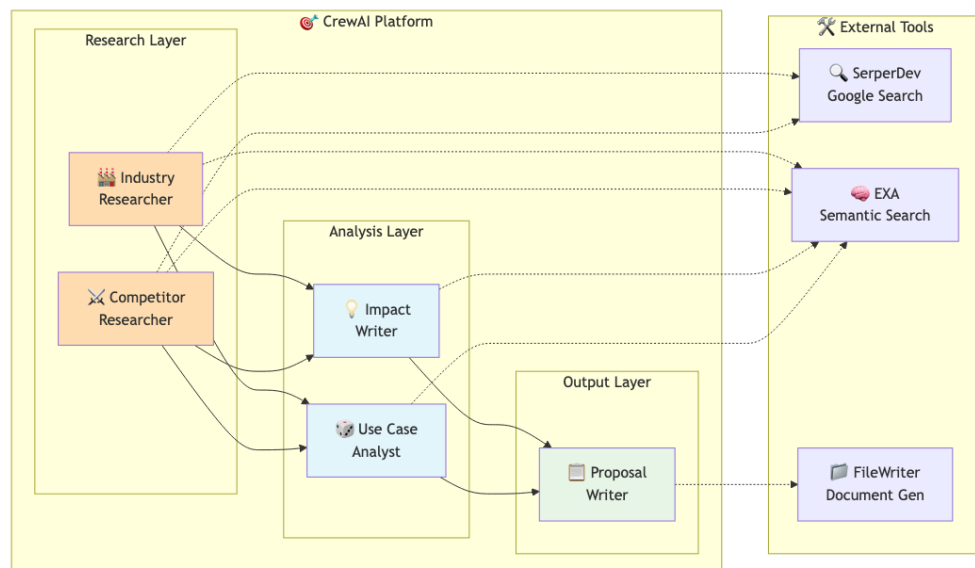 CrewAI Platform
Research Layer
Industry
Researcher
Competitor
Researcher
Analysis Layer
Impact
Writer
Use Case
Analyst
Output Layer
Proposal
Writer
External Tools
SerperDev
Google Search
EXA
Semantic Search
FileWriter
Document Gen